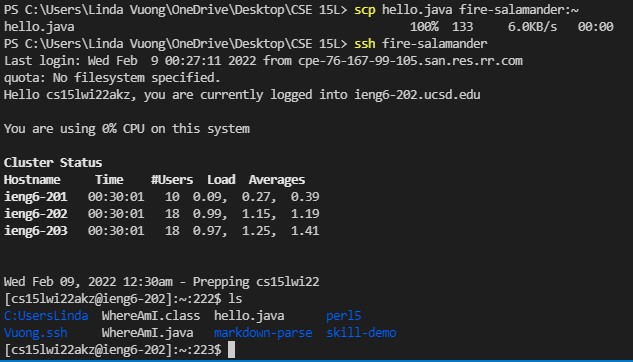 PS C:\Users\Linda Vuong\OneDrive\Desktop\CSE 15L> scp hello.java fire-salamander:~
hello.java 100% 133 6.0KB/s 00:00
PS C:\Users\Linda Vuong\OneDrive\Desktop\CSE 15L> ssh fire-salamander
Last login: Wed Feb  9 00:27:11 2022 from cpe-76-167-99-105.san.res.rr.com
quota: No filesystem specified.
Hello cs15lwi22akz, you are currently logged into ieng6-202.ucsd.edu
You are using 0% CPU on this system
Cluster Status
Hostname Time #Users Load Averages
ieng6-201 00:30:01 10 0.09, 0.27, 0.39
ieng6-202 00:30:01 18 0.99, 1.15, 1.19
ieng6-203 00:30:01 18 0.97, 1.25, 1.41
Wed Feb 09, 2022 12:30am - Prepping cs15lwi22
[cs15lwi22akz@ieng6-202]:~:222$ ls
C:UsersLinda WhereAmI.class hello.java perl5
Vuong.ssh WhereAmI.java markdown-parse skill-demo
[cs15lwi22akz@ieng6-202]:~:223$